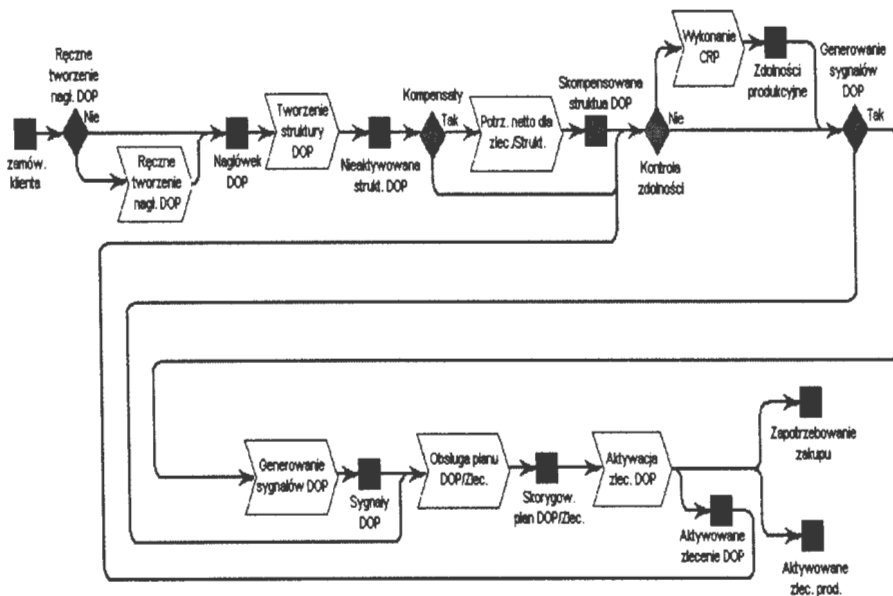 Ręczne
tworzenie
nagł. DOP
Nie
zamów.
klienta
Ręczne
tworzenie
nagł. DOP
Nagłówek
DOP
Tworzenie
struktury
DOP
Nieaktywowana
strukt. DOP
Kompensaty
Tak
Potrz. netto dla
zlec./Strukt.
Skompensowana
struktua DOP
Nie
Kontrola
zdolności
Wykonanie
CRP
Zdolności
produkcyjne
Generowanie
sygnałów
DOP
Tak
Generowanie
sygnałów DOP
Sygnały
DOP
Obsługa planu
DOP/Zlec.
Skorygow.
plan DOP/Zlec.
Aktywacja
zlec. DOP
Aktywowane
zlecenie DOP
Zapotrzebowanie
zakupu
Aktywowane
zlec. prod.